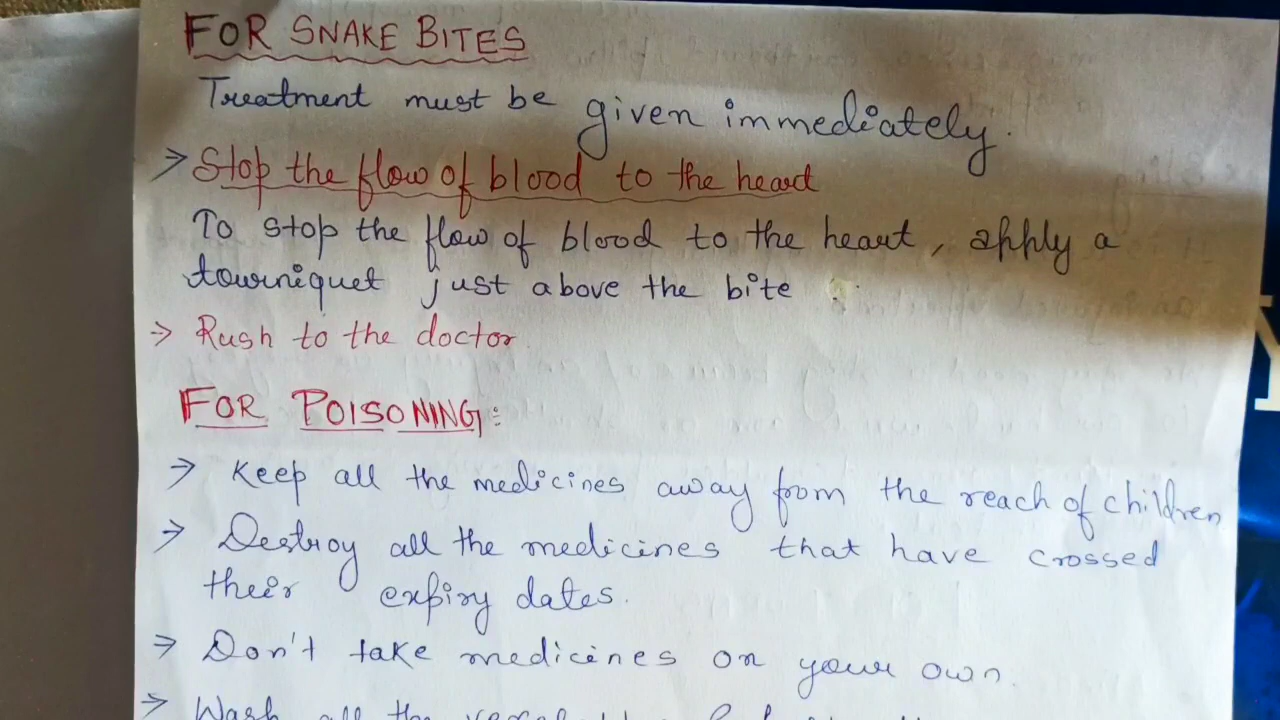 FOR SNAKE BITES
Treatment must be given immediately.
> Stop the flow of blood to the heart
To stop the flow of blood to the heart, apply a
tourniquet just above the bite
⇒ Rush to the doctor
FOR POISONING:
⇒ Keep all the medicines away from the reach of children
⇒ Destroy all the medicines that have crossed
their expiry dates.
⇒ Don't take medicines on your own.
⇒ Wash all the